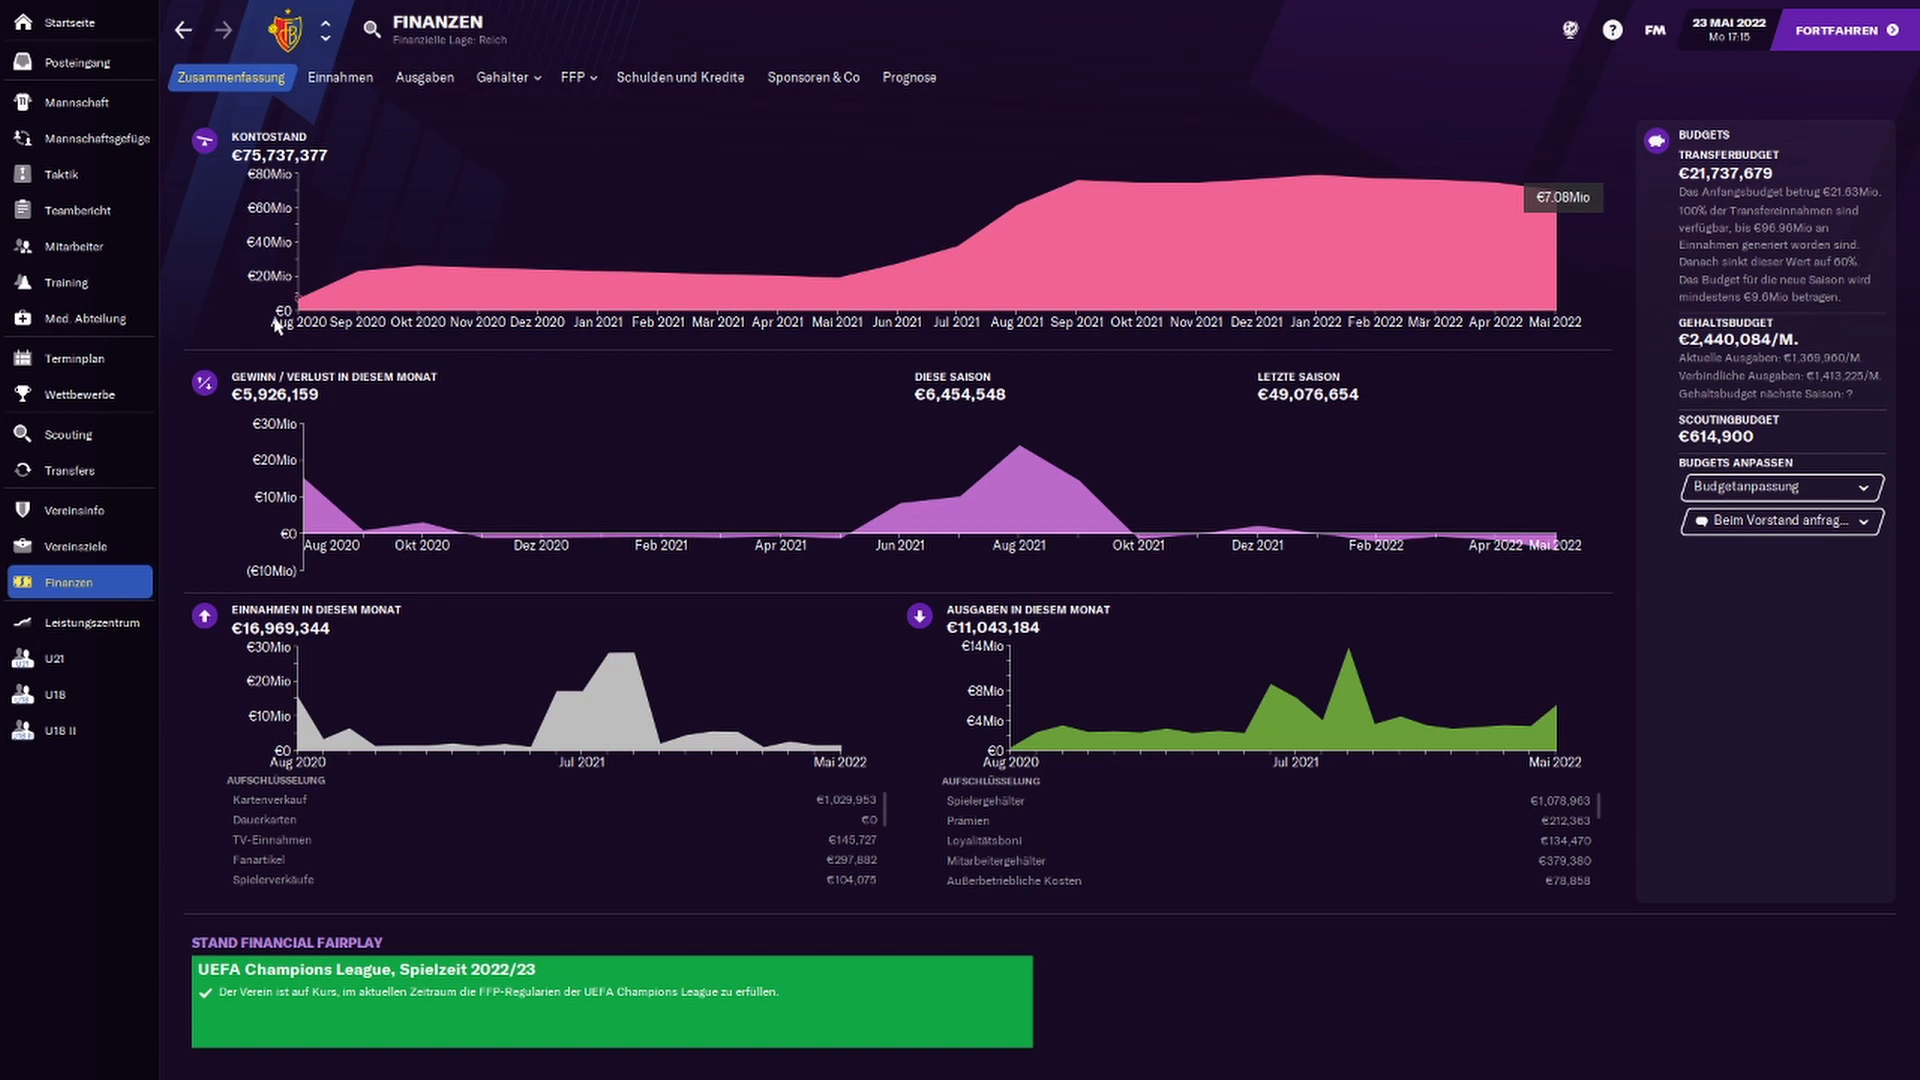 Startseite
Posteingang
Mannschaft
Mannschaftsgefüge
Taktik
Teambericht
Mitarbeiter
Training
Med. Abteilung
Terminplan
Wettbewerbe
Scouting
Transfers
Vereinsinfo
Vereinsziele
Finanzen
Leistungszentrum
U21
U18
U18 II
FINANZEN
Finanzielle Lage: Reich
FM
23 MAI 2022
Mo 17:15
FORTFAHREN
Zusammenfassung
Einnahmen
Ausgaben
Gehälter
FFP
Schulden und Kredite
Sponsoren & Co
Prognose
KONTOSTAND
€75,737,377
€80Mio
€60Mio
€40Mio
€20Mio
€0
€7.08Mio
Aug 2020 Sep 2020 Okt 2020 Nov 2020 Dez 2020 Jan 2021 Feb 2021 Mär 2021 Apr 2021 Mai 2021 Jun 2021 Jul 2021 Aug 2021 Sep 2021 Okt 2021 Nov 2021 Dez 2021 Jan 2022 Feb 2022 Mär 2022 Apr 2022 Mai 2022
GEWINN / VERLUST IN DIESEM MONAT
€5,926,159
DIESE SAISON
€6,454,548
LETZTE SAISON
€49,076,654
€30Mio
€20Mio
€10Mio
€0
(€10Mio)
Aug 2020 Okt 2020 Dez 2020 Feb 2021 Apr 2021 Jun 2021 Aug 2021 Okt 2021 Dez 2021 Feb 2022 Apr 2022 Mai 2022
EINNAHMEN IN DIESEM MONAT
€16,969,344
€30Mio
€20Mio
€10Mio
€0
Aug 2020 Jul 2021 Mai 2022
AUFSCHLÜSSELUNG
Kartenverkauf €1,029,953
Dauerkarten €0
TV-Einnahmen €145,727
Fanartikel €297,882
Spielerverkäufe €104,075
AUSGABEN IN DIESEM MONAT
€11,043,184
€14Mio
€8Mio
€4Mio
€0
Aug 2020 Jul 2021 Mai 2022
AUFSCHLÜSSELUNG
Spielergehälter €1,078,963
Prämien €212,363
Loyalitätsboni €134,470
Mitarbeitergehälter €379,380
Außerbetriebliche Kosten €78,858
BUDGETS
TRANSFERBUDGET
€21,737,679
Das Anfangsbudget betrug €21.63Mio.
100% der Transfereinnahmen sind
verfügbar, bis €96.96Mio an
Einnahmen generiert worden sind.
Danach sinkt dieser Wert auf 60%.
Das Budget für die neue Saison wird
mindestens €9.6Mio betragen.
GEHALTSBUDGET
€2,440,084/M.
Aktuelle Ausgaben: €1,369,960/M.
Verbindliche Ausgaben: €1,413,225/M.
Gehaltsbudget nächste Saison: ?
SCOUTINGBUDGET
€614,900
BUDGETS ANPASSEN
Budgetanpassung
Beim Vorstand anfrag...
STAND FINANCIAL FAIRPLAY
UEFA Champions League, Spielzeit 2022/23
Der Verein ist auf Kurs, im aktuellen Zeitraum die FFP-Regularien der UEFA Champions League zu erfüllen.